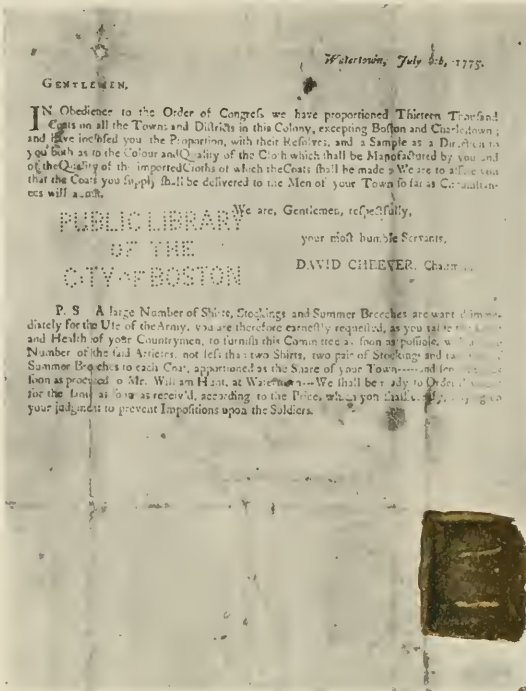 Watertown, July 6th, 1775.
GENTLEMEN,
IN Obedience to the Order of Congreſs we have proportioned Thirteen Thouſand
Coats on all the Towns and Diſtricts in this Colony, excepting Boſton and Charleſtown ;
and have incloſed you the Proportion, with their Reſolves, and a Sample as a Direction to
you both as to the Colour and Quality of the Cloth which ſhall be Manufactured by you and
of the Quality of the imported Cloths of which the Coats ſhall be made We are to aſſure you
that the Coats you ſupply ſhall be delivered to the Men of your Town ſo far as Circumſtan-
ces will admit.
We are, Gentlemen, reſpectfully,
your moſt humble Servants,
DAVID CHEEVER, Chairm
PUBLIC LIBRARY
OF THE
CITY OF BOSTON
P. S A large Number of Shirts, Stockings and Summer Breeches are want imme-
diately for the Uſe of the Army, you are therefore earneſtly requeſted, as you
and Health of your Countrymen, to furniſh this Committee as ſoon as poſſible,
Number of the ſaid Articles, not leſs than two Shirts, two pair of Stockings and
Summer Breeches to each Coat, apportioned as the Share of your Town
ſoon as procured to Mr. William Hunt, at Watertown---We ſhall be ready to Order
for the ſame as ſoon as receiv'd, according to the Price, which you
your judgment to prevent Impoſitions upon the Soldiers.